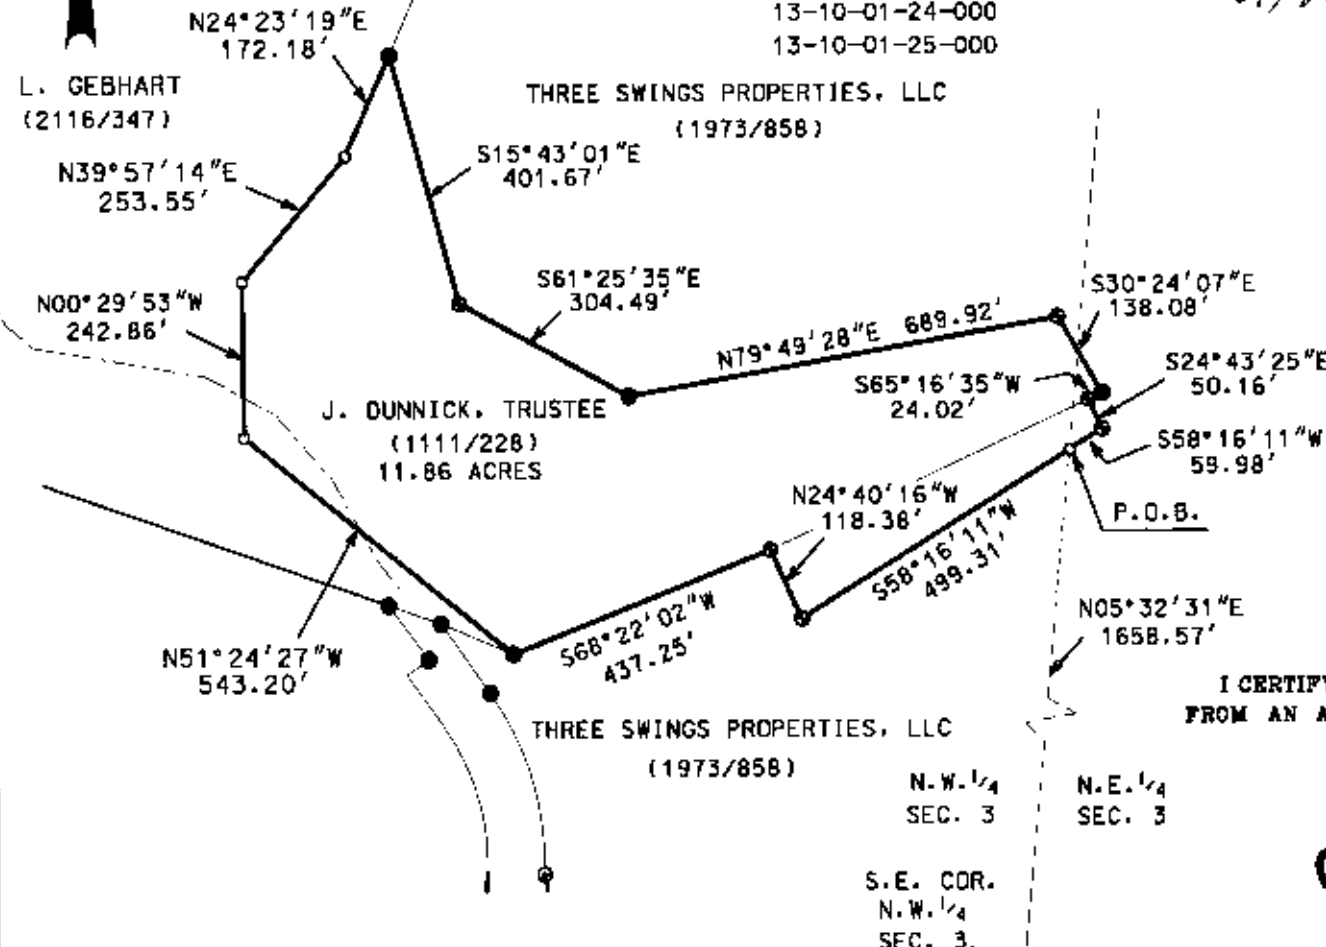 N24°23'19"E
172.18'
13-10-01-24-000
13-10-01-25-000
L. GEBHART
(2116/347)
THREE SWINGS PROPERTIES, LLC
(1973/858)
N39°57'14"E
253.55'
S15°43'01"E
401.67'
N00°29'53"W
242.86'
S61°25'35"E
304.49'
N79°49'28"E 689.92'
S30°24'07"E
138.08'
S65°16'35"W
24.02'
S24°43'25"E
50.16'
J. DUNNICK, TRUSTEE
(1111/228)
11.86 ACRES
S58°16'11"W
59.98'
N24°40'16"W
118.38'
S58°16'11"W
499.31'
P.O.B.
S68°22'02"W
437.25'
N05°32'31"E
1658.57'
N51°24'27"W
543.20'
I CERTIFY
FROM AN A
THREE SWINGS PROPERTIES, LLC
(1973/858)
N.W. 1/4
SEC. 3
N.E. 1/4
SEC. 3
S.E. COR.
N.W. 1/4
SEC. 3